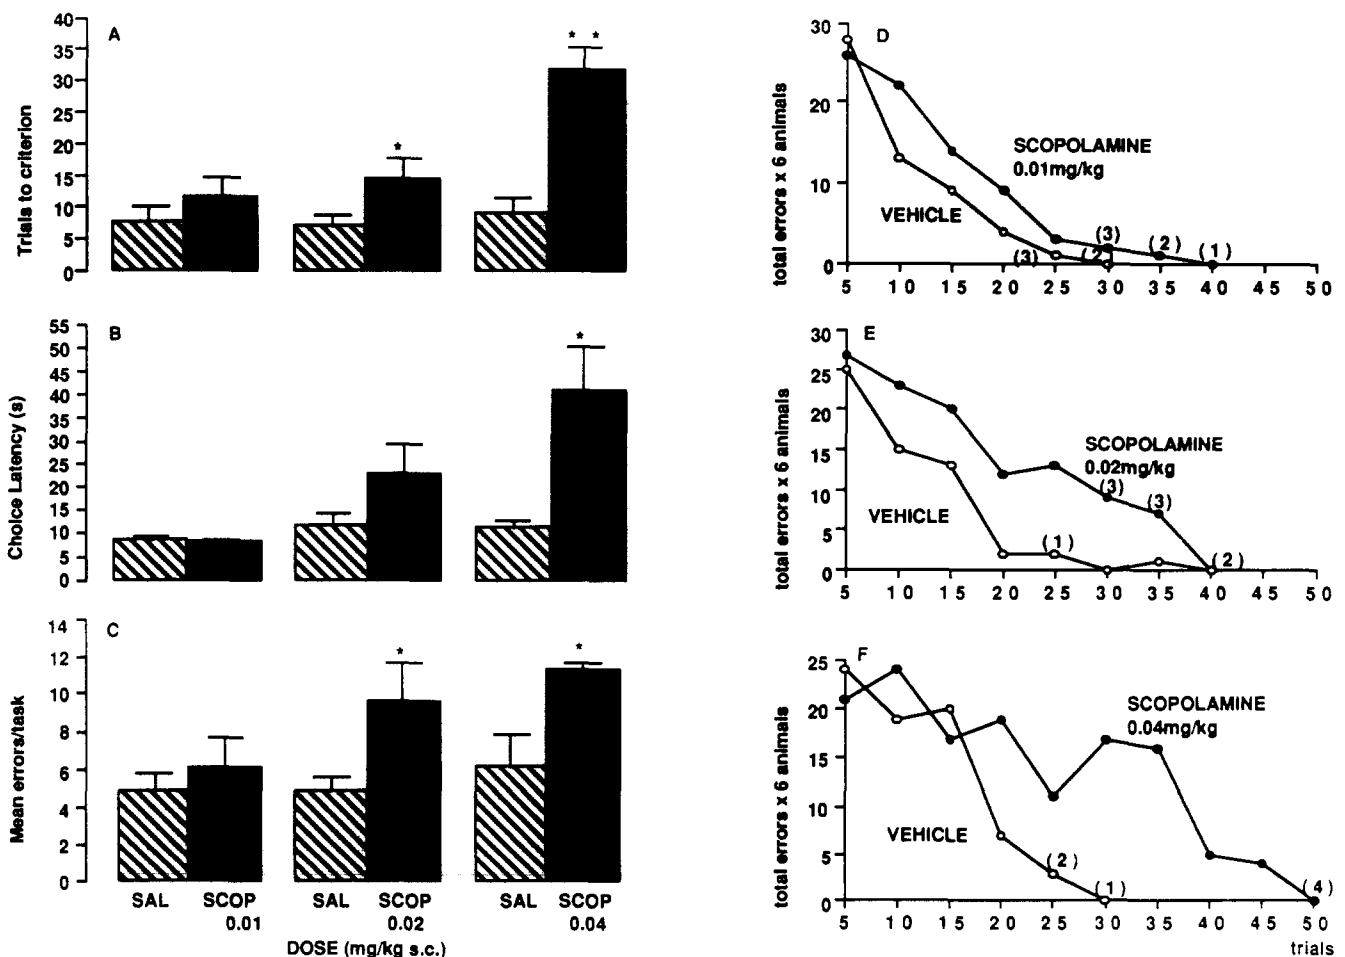 A
* *
*
40
35
30
25
20
15
10
5
0
Trials to criterion
B
*
55
50
45
40
35
30
25
20
15
10
5
0
Choice Latency (s)
C
*
*
14
12
10
8
6
4
2
0
Mean errors/task
SAL SCOP SAL SCOP SAL SCOP
0.01 0.02 0.04
DOSE (mg/kg s.c.)
D
30
20
10
0
total errors x 6 animals
SCOPOLAMINE
0.01mg/kg
VEHICLE
(3) (2) (1)
(3) (2)
5 10 15 20 25 30 35 40 45 50
E
30
25
20
15
10
5
0
total errors x 6 animals
SCOPOLAMINE
0.02mg/kg
(3) (3)
VEHICLE
(1) (2)
5 10 15 20 25 30 35 40 45 50
F
25
20
15
10
5
0
total errors x 6 animals
SCOPOLAMINE
0.04mg/kg
VEHICLE
(2) (1) (4)
5 10 15 20 25 30 35 40 45 50
trials